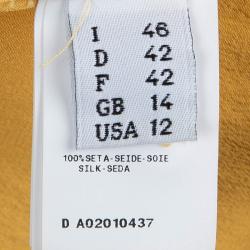 I 46
D 42
F 42
GB 14
USA 12
100%SETA-SEIDE-SOIE
SILK-SEDA
D A02010437